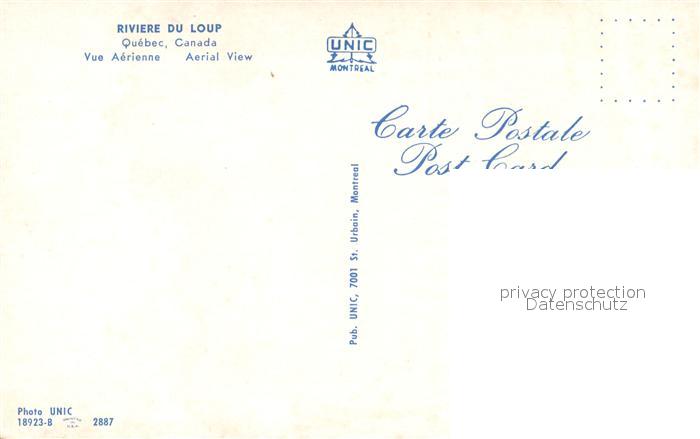 RIVIERE DU LOUP
Québec, Canada
Vue Aérienne Aerial View
UNIC
MONTREAL
Carte Postale
Post Card
Pub. UNIC, 7001 St. Urbain, Montreal
privacy protection
Datenschutz
Photo UNIC
18923-B 2887